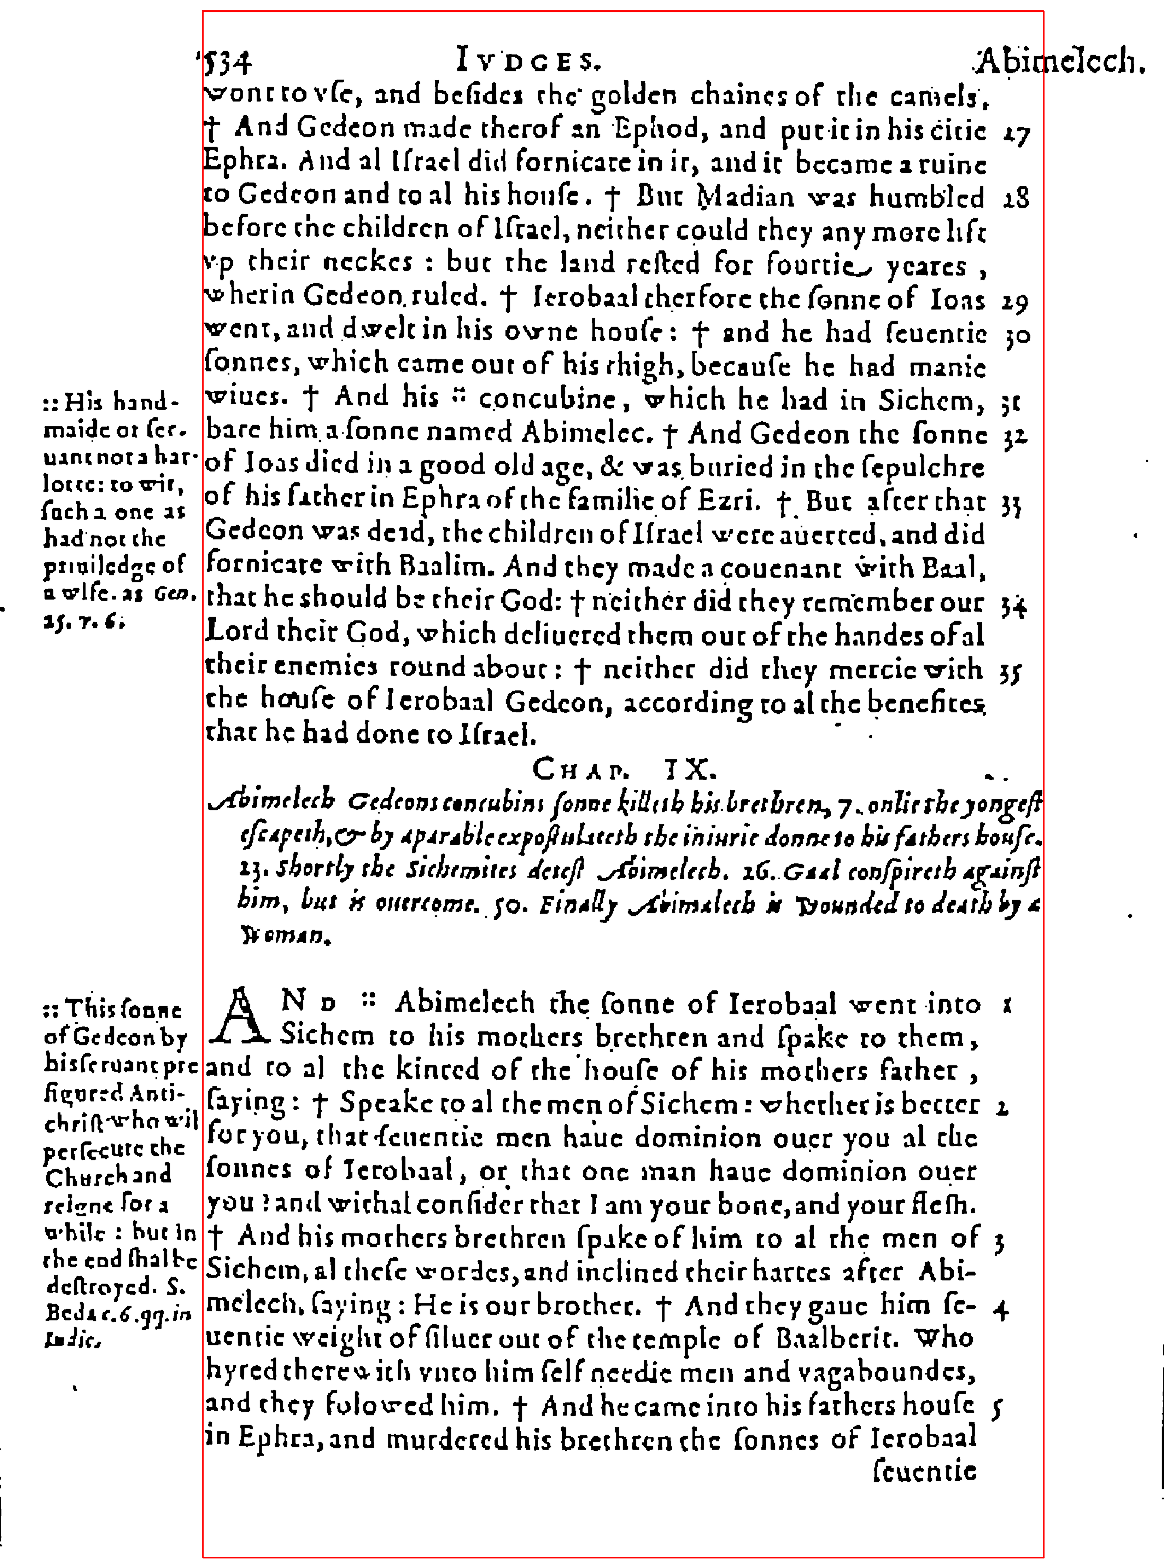 534 IVDGES. Abimelech.
wont to vſe, and beſides the golden chaines of the camels.
† And Gedeon made therof an Ephod, and put it in his citie 27
Ephra. And al Iſrael did fornicate in it, and it became a ruine
to Gedeon and to al his houſe. † But Madian was humbled 28
before the children of Iſrael, neither could they any more lift
vp their neckes : but the land reſted for fourtie yeares ,
wherin Gedeon ruled. † Ierobaal therfore the ſonne of Ioas 29
went, and dwelt in his owne houſe : † and he had ſeuentie 30
ſonnes, which came out of his thigh, becauſe he had manie
wiues. † And his :: concubine, which he had in Sichem, 31
bare him a ſonne named Abimelec. † And Gedeon the ſonne 32
of Ioas died in a good old age, & was buried in the ſepulchre
of his father in Ephra of the familie of Ezri. † But after that 33
Gedeon was dead, the children of Iſrael were auerted, and did
fornicate with Baalim. And they made a couenant with Baal,
that he should be their God: † neither did they remember our 34
Lord their God, which deliuered them out of the handes of al
their enemies round about : † neither did they mercie with 35
the houſe of Ierobaal Gedeon, according to al the benefites
that he had done to Iſrael.
:: His hand-
maide or ſer-
uant not a har-
lotte: to wit,
ſuch a one as
had not the
priuiledge of
a wife. as Gen.
25. v. 6.
CHAP. IX.
Abimelech Gedeons concubins ſonne killeth his brethren, 7. onlie the yongeſt
eſcapeth, & by a parable expoſtulateth the iniurie donne to his fathers houſe.
23. Shortly the Sichemites deteſt Abimelech. 26. Gaal conſpireth againſt
him, but is ouercome. 50. Finally Abimalech is wounded to death by a
woman.
AND :: Abimelech the ſonne of Ierobaal went into 1
Sichem to his mothers brethren and ſpake to them,
and to al the kinred of the houſe of his mothers father ,
ſaying : † Speake to al the men of Sichem : whether is better 2
for you, that ſeuentie men haue dominion ouer you al the
ſonnes of Ierobaal, or that one man haue dominion ouer
you ? and withal conſider that I am your bone, and your fleſh.
† And his mothers brethren ſpake of him to al the men of 3
Sichem, al theſe wordes, and inclined their hartes after Abi-
melech, ſaying : He is our brother. † And they gaue him ſe- 4
uentie weight of ſiluer out of the temple of Baalberit. Who
hyred therewith vnto him ſelf needie men and vagaboundes,
and they folowed him. † And he came into his fathers houſe 5
in Ephra, and murdered his brethren the ſonnes of Ierobaal
ſeuentie
:: This ſonne
of Gedeon by
his ſeruant pre
figured Anti-
chriſt who wil
perſecute the
Church and
reigne for a
while : but in
the end ſhal be
deſtroyed. S.
Beda c. 6. qq. in
Iudic.